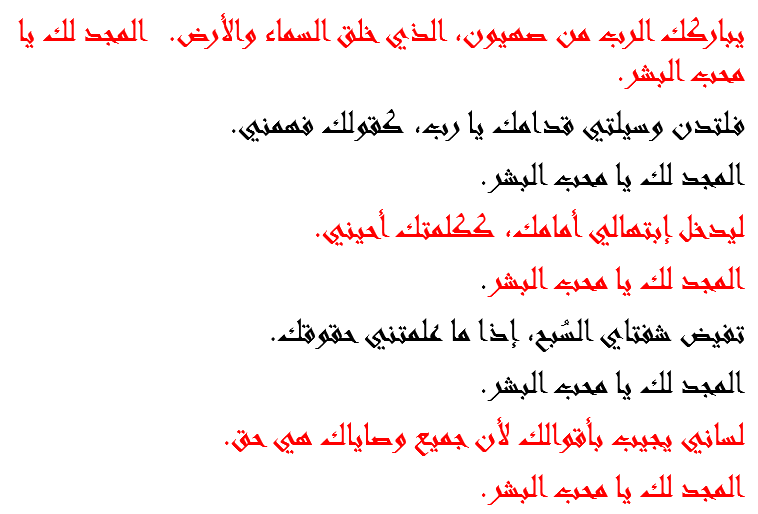 يباركك الرب من صهيون، الذي خلق السماء والأرض. المجد لك يا
محب البشر.
فلتدن وسيلتي قدامك يا رب، كقولك فهمني.
المجد لك يا محب البشر.
ليدخل إبتهالي أمامك، ككلمتك أحيني.
المجد لك يا محب البشر.
تفيض شفتاي السُبح، إذا ما علمتني حقوقك.
المجد لك يا محب البشر.
لساني يجيب بأقوالك لأن جميع وصاياك هي حق.
المجد لك يا محب البشر.